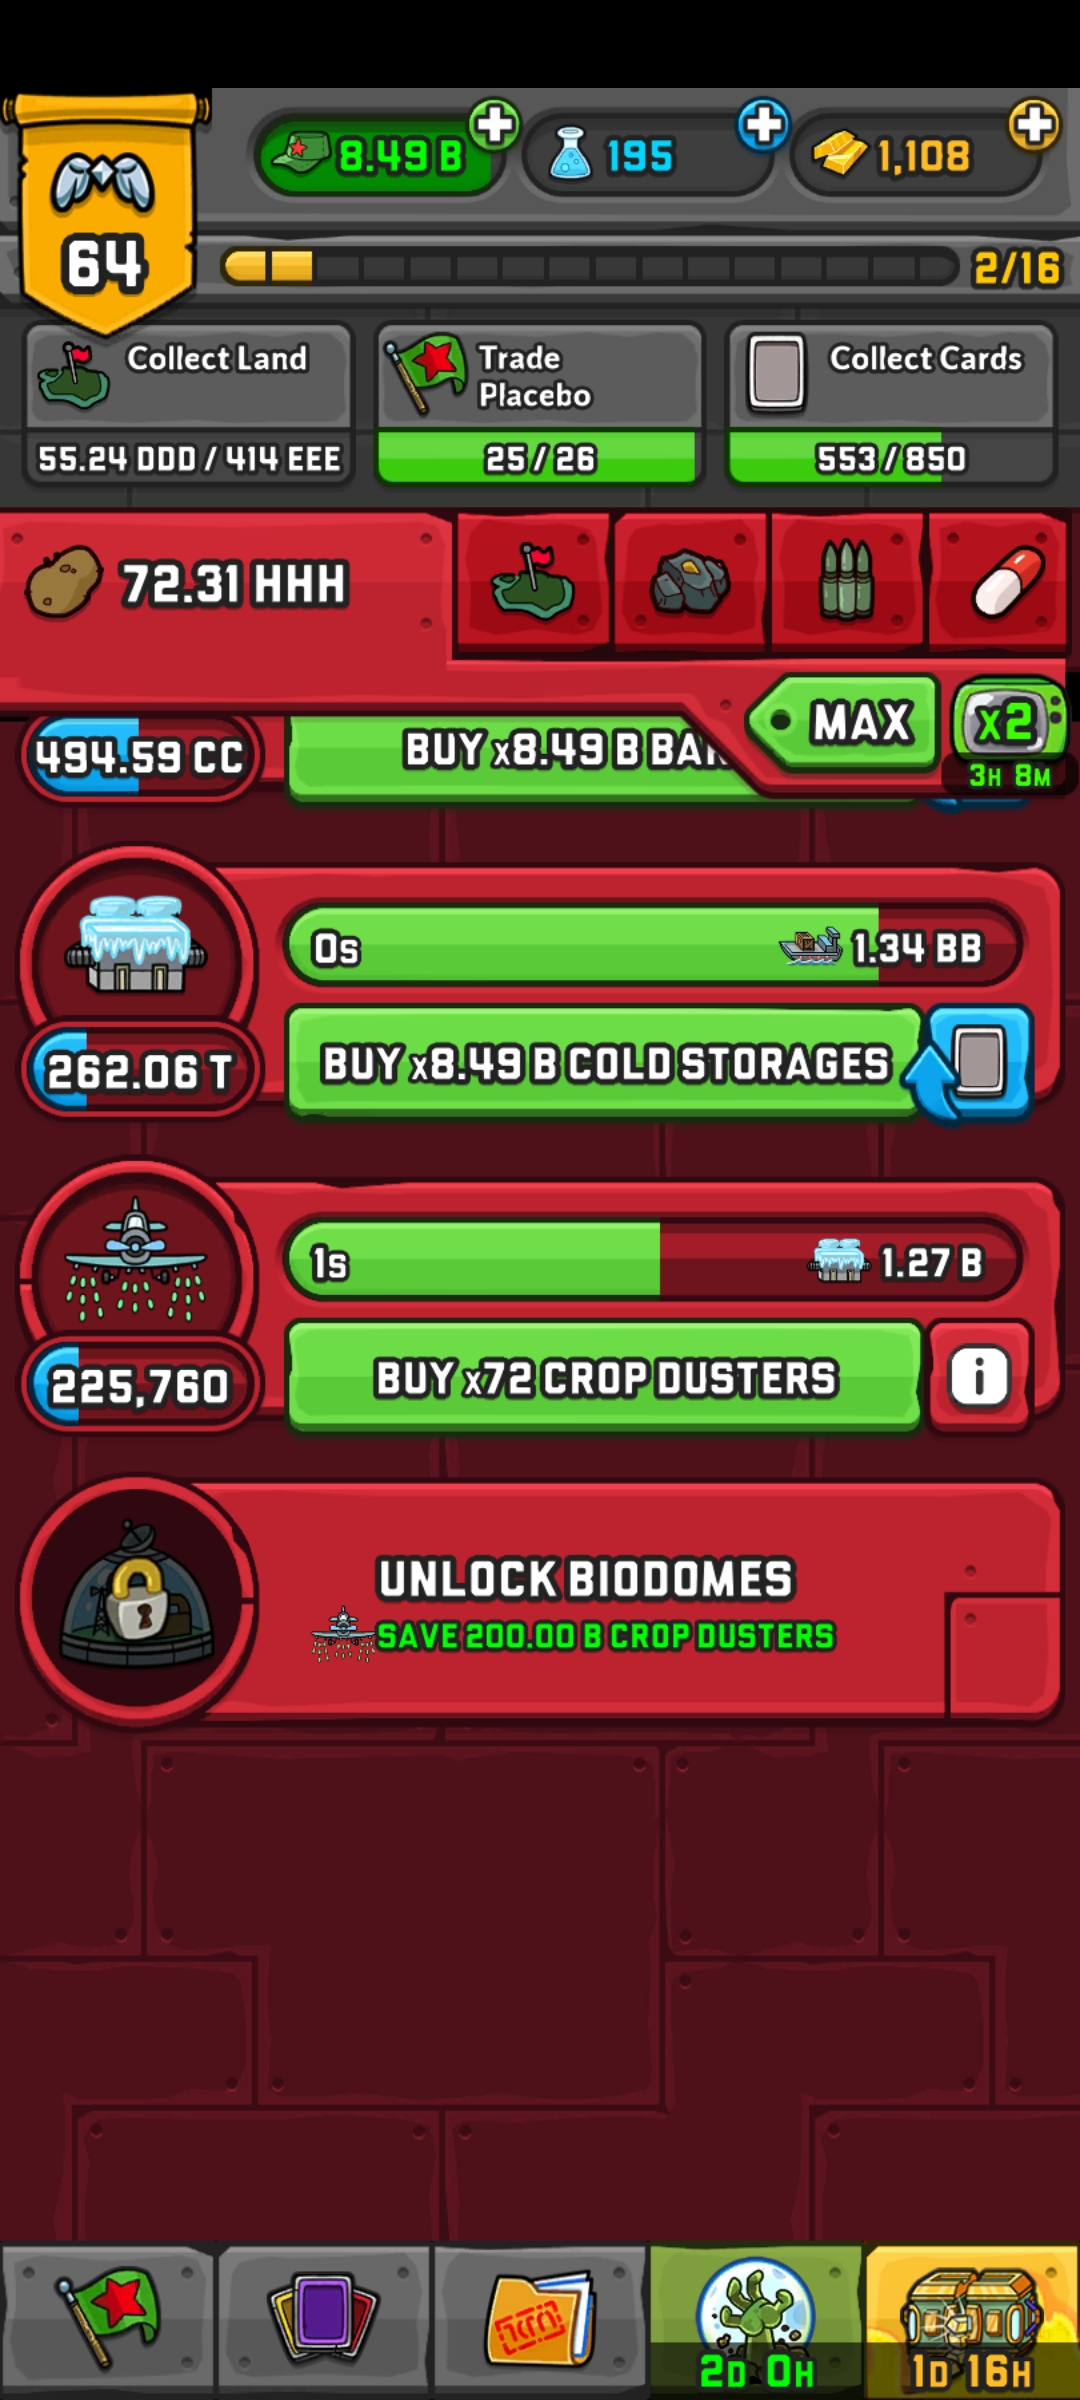 8.49 B
195
1,108
64
2/16
Collect Land
55.24 DDD / 414 EEE
Trade
Placebo
25 / 26
Collect Cards
553 / 850
72.31 HHH
MAX
x2
3H 8M
494.59 CC
BUY x8.49 B
0s
1.34 BB
262.06 T
BUY x8.49 B COLD STORAGES
1s
1.27 B
225,760
BUY x72 CROP DUSTERS
i
UNLOCK BIODOMES
SAVE 200.00 B CROP DUSTERS
2D 0H
1D 16H